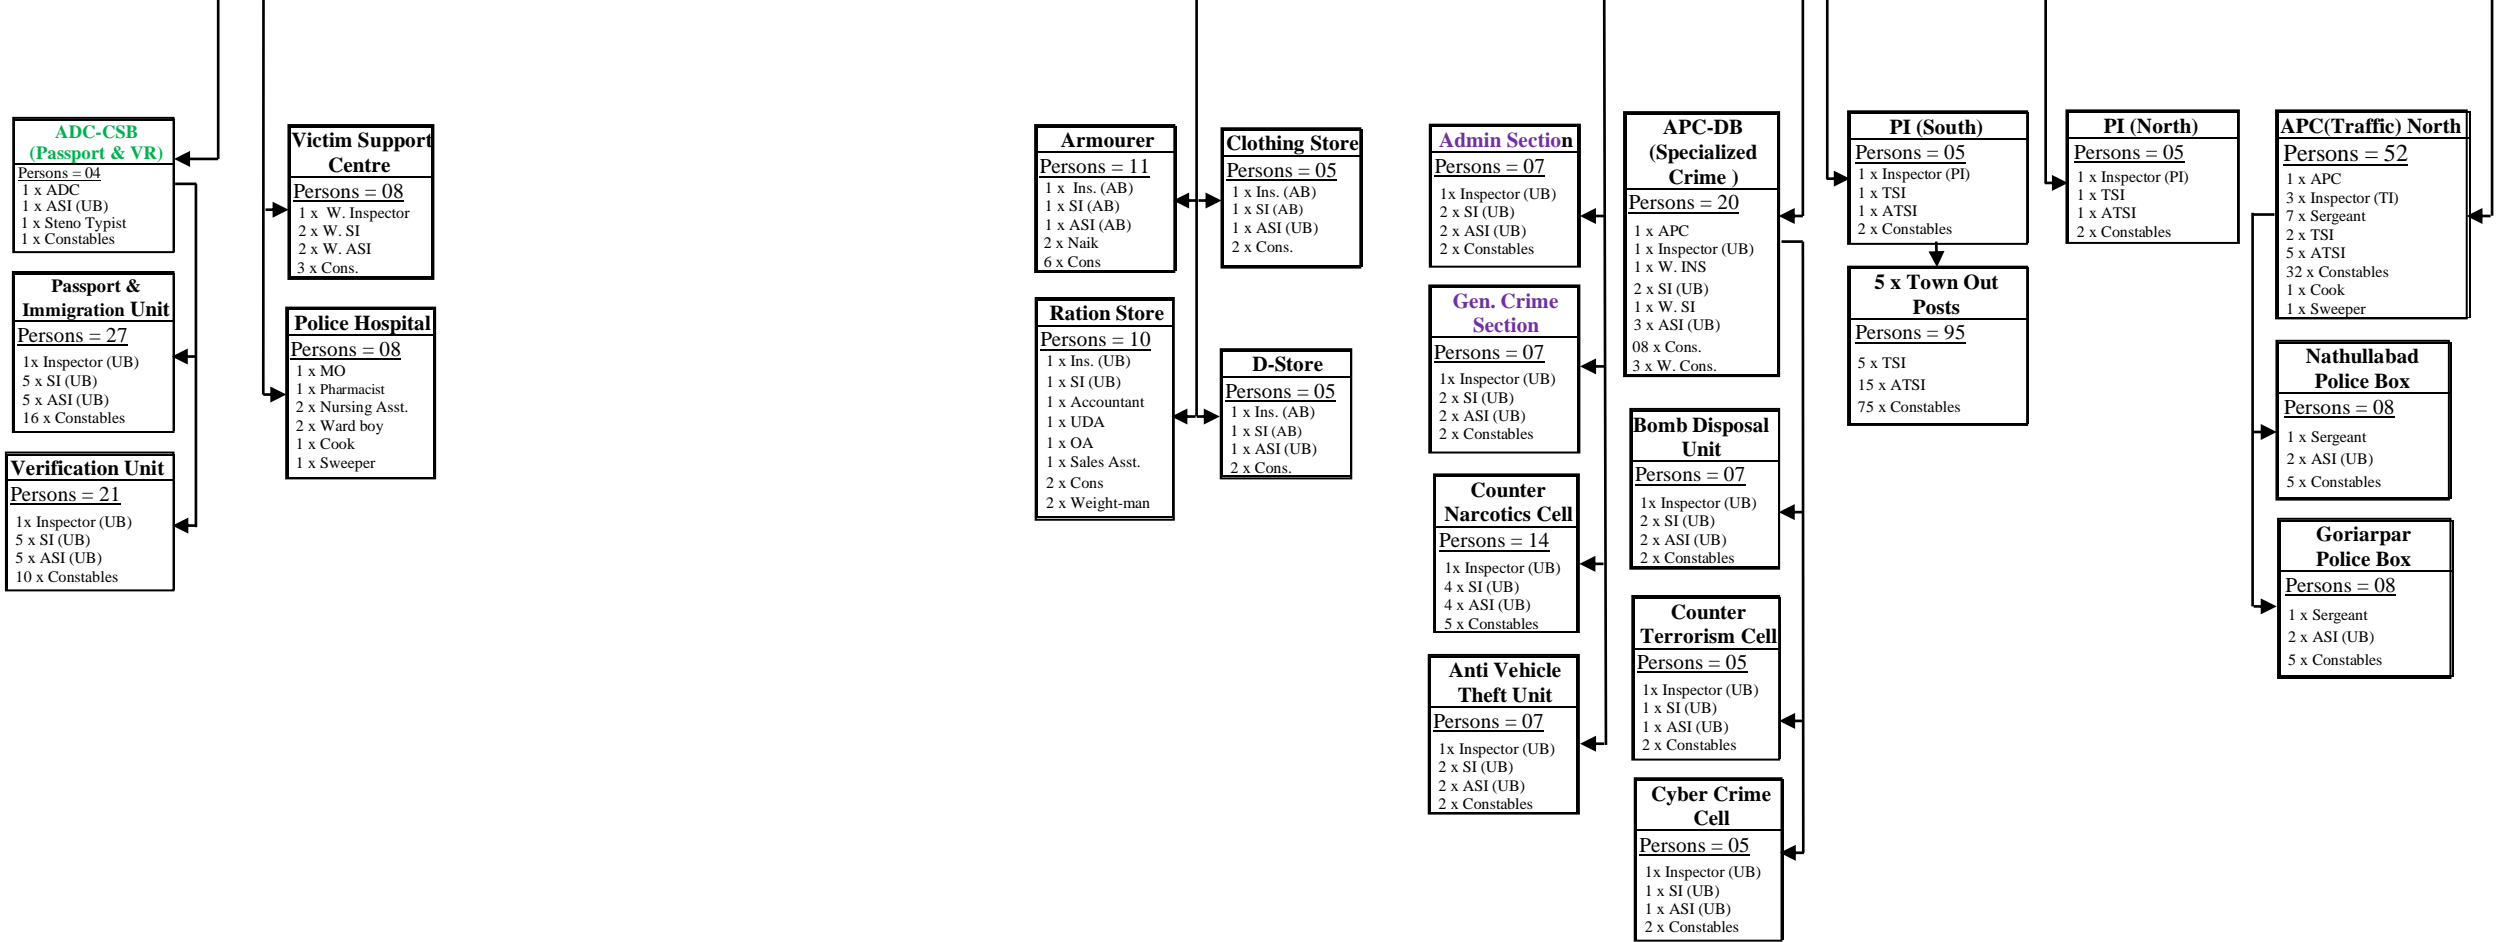 ADC-CSB
(Passport & VR)
Persons = 04
1 x ADC
1 x ASI (UB)
1 x Steno Typist
1 x Constables
Passport &
Immigration Unit
Persons = 27
1x Inspector (UB)
5 x SI (UB)
5 x ASI (UB)
16 x Constables
Verification Unit
Persons = 21
1x Inspector (UB)
5 x SI (UB)
5 x ASI (UB)
10 x Constables
Victim Support
Centre
Persons = 08
1 x W. Inspector
2 x W. SI
2 x W. ASI
3 x Cons.
Police Hospital
Persons = 08
1 x MO
1 x Pharmacist
2 x Nursing Asst.
2 x Ward boy
1 x Cook
1 x Sweeper
Armourer
Persons = 11
1 x Ins. (AB)
1 x SI (AB)
1 x ASI (AB)
2 x Naik
6 x Cons
Ration Store
Persons = 10
1 x Ins. (UB)
1 x SI (UB)
1 x Accountant
1 x UDA
1 x OA
1 x Sales Asst.
2 x Cons
2 x Weight-man
Clothing Store
Persons = 05
1 x Ins. (AB)
1 x SI (AB)
1 x ASI (UB)
2 x Cons.
D-Store
Persons = 05
1 x Ins. (AB)
1 x SI (AB)
1 x ASI (UB)
2 x Cons.
Admin Section
Persons = 07
1x Inspector (UB)
2 x SI (UB)
2 x ASI (UB)
2 x Constables
Gen. Crime
Section
Persons = 07
1x Inspector (UB)
2 x SI (UB)
2 x ASI (UB)
2 x Constables
Counter
Narcotics Cell
Persons = 14
1x Inspector (UB)
4 x SI (UB)
4 x ASI (UB)
5 x Constables
Anti Vehicle
Theft Unit
Persons = 07
1x Inspector (UB)
2 x SI (UB)
2 x ASI (UB)
2 x Constables
APC-DB
(Specialized
Crime )
Persons = 20
1 x APC
1 x Inspector (UB)
1 x W. INS
2 x SI (UB)
1 x W. SI
3 x ASI (UB)
08 x Cons.
3 x W. Cons.
Bomb Disposal
Unit
Persons = 07
1x Inspector (UB)
2 x SI (UB)
2 x ASI (UB)
2 x Constables
Counter
Terrorism Cell
Persons = 05
1x Inspector (UB)
1 x SI (UB)
1 x ASI (UB)
2 x Constables
Cyber Crime
Cell
Persons = 05
1x Inspector (UB)
1 x SI (UB)
1 x ASI (UB)
2 x Constables
PI (South)
Persons = 05
1 x Inspector (PI)
1 x TSI
1 x ATSI
2 x Constables
5 x Town Out
Posts
Persons = 95
5 x TSI
15 x ATSI
75 x Constables
PI (North)
Persons = 05
1 x Inspector (PI)
1 x TSI
1 x ATSI
2 x Constables
APC(Traffic) North
Persons = 52
1 x APC
3 x Inspector (TI)
7 x Sergeant
2 x TSI
5 x ATSI
32 x Constables
1 x Cook
1 x Sweeper
Nathullabad
Police Box
Persons = 08
1 x Sergeant
2 x ASI (UB)
5 x Constables
Goriarpar
Police Box
Persons = 08
1 x Sergeant
2 x ASI (UB)
5 x Constables